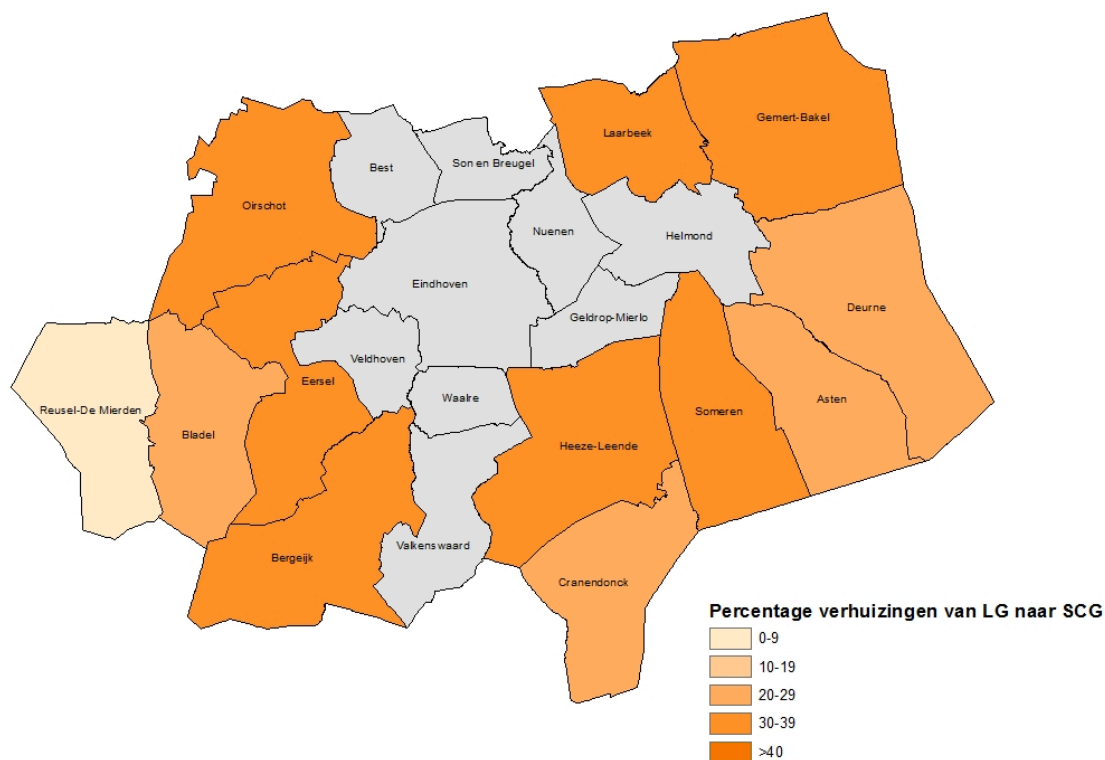 Gemert-Bakel
Laarbeek
Best
Son en Breugel
Oirschot
Nuenen
Helmond
Eindhoven
Deurne
Geldrop-Mierlo
Veldhoven
Eersel
Waalre
Reusel-De Mierden
Bladel
Asten
Someren
Heeze-Leende
Valkenswaard
Bergeijk
Cranendonck
Percentage verhuizingen van LG naar SCG
0-9
10-19
20-29
30-39
>40